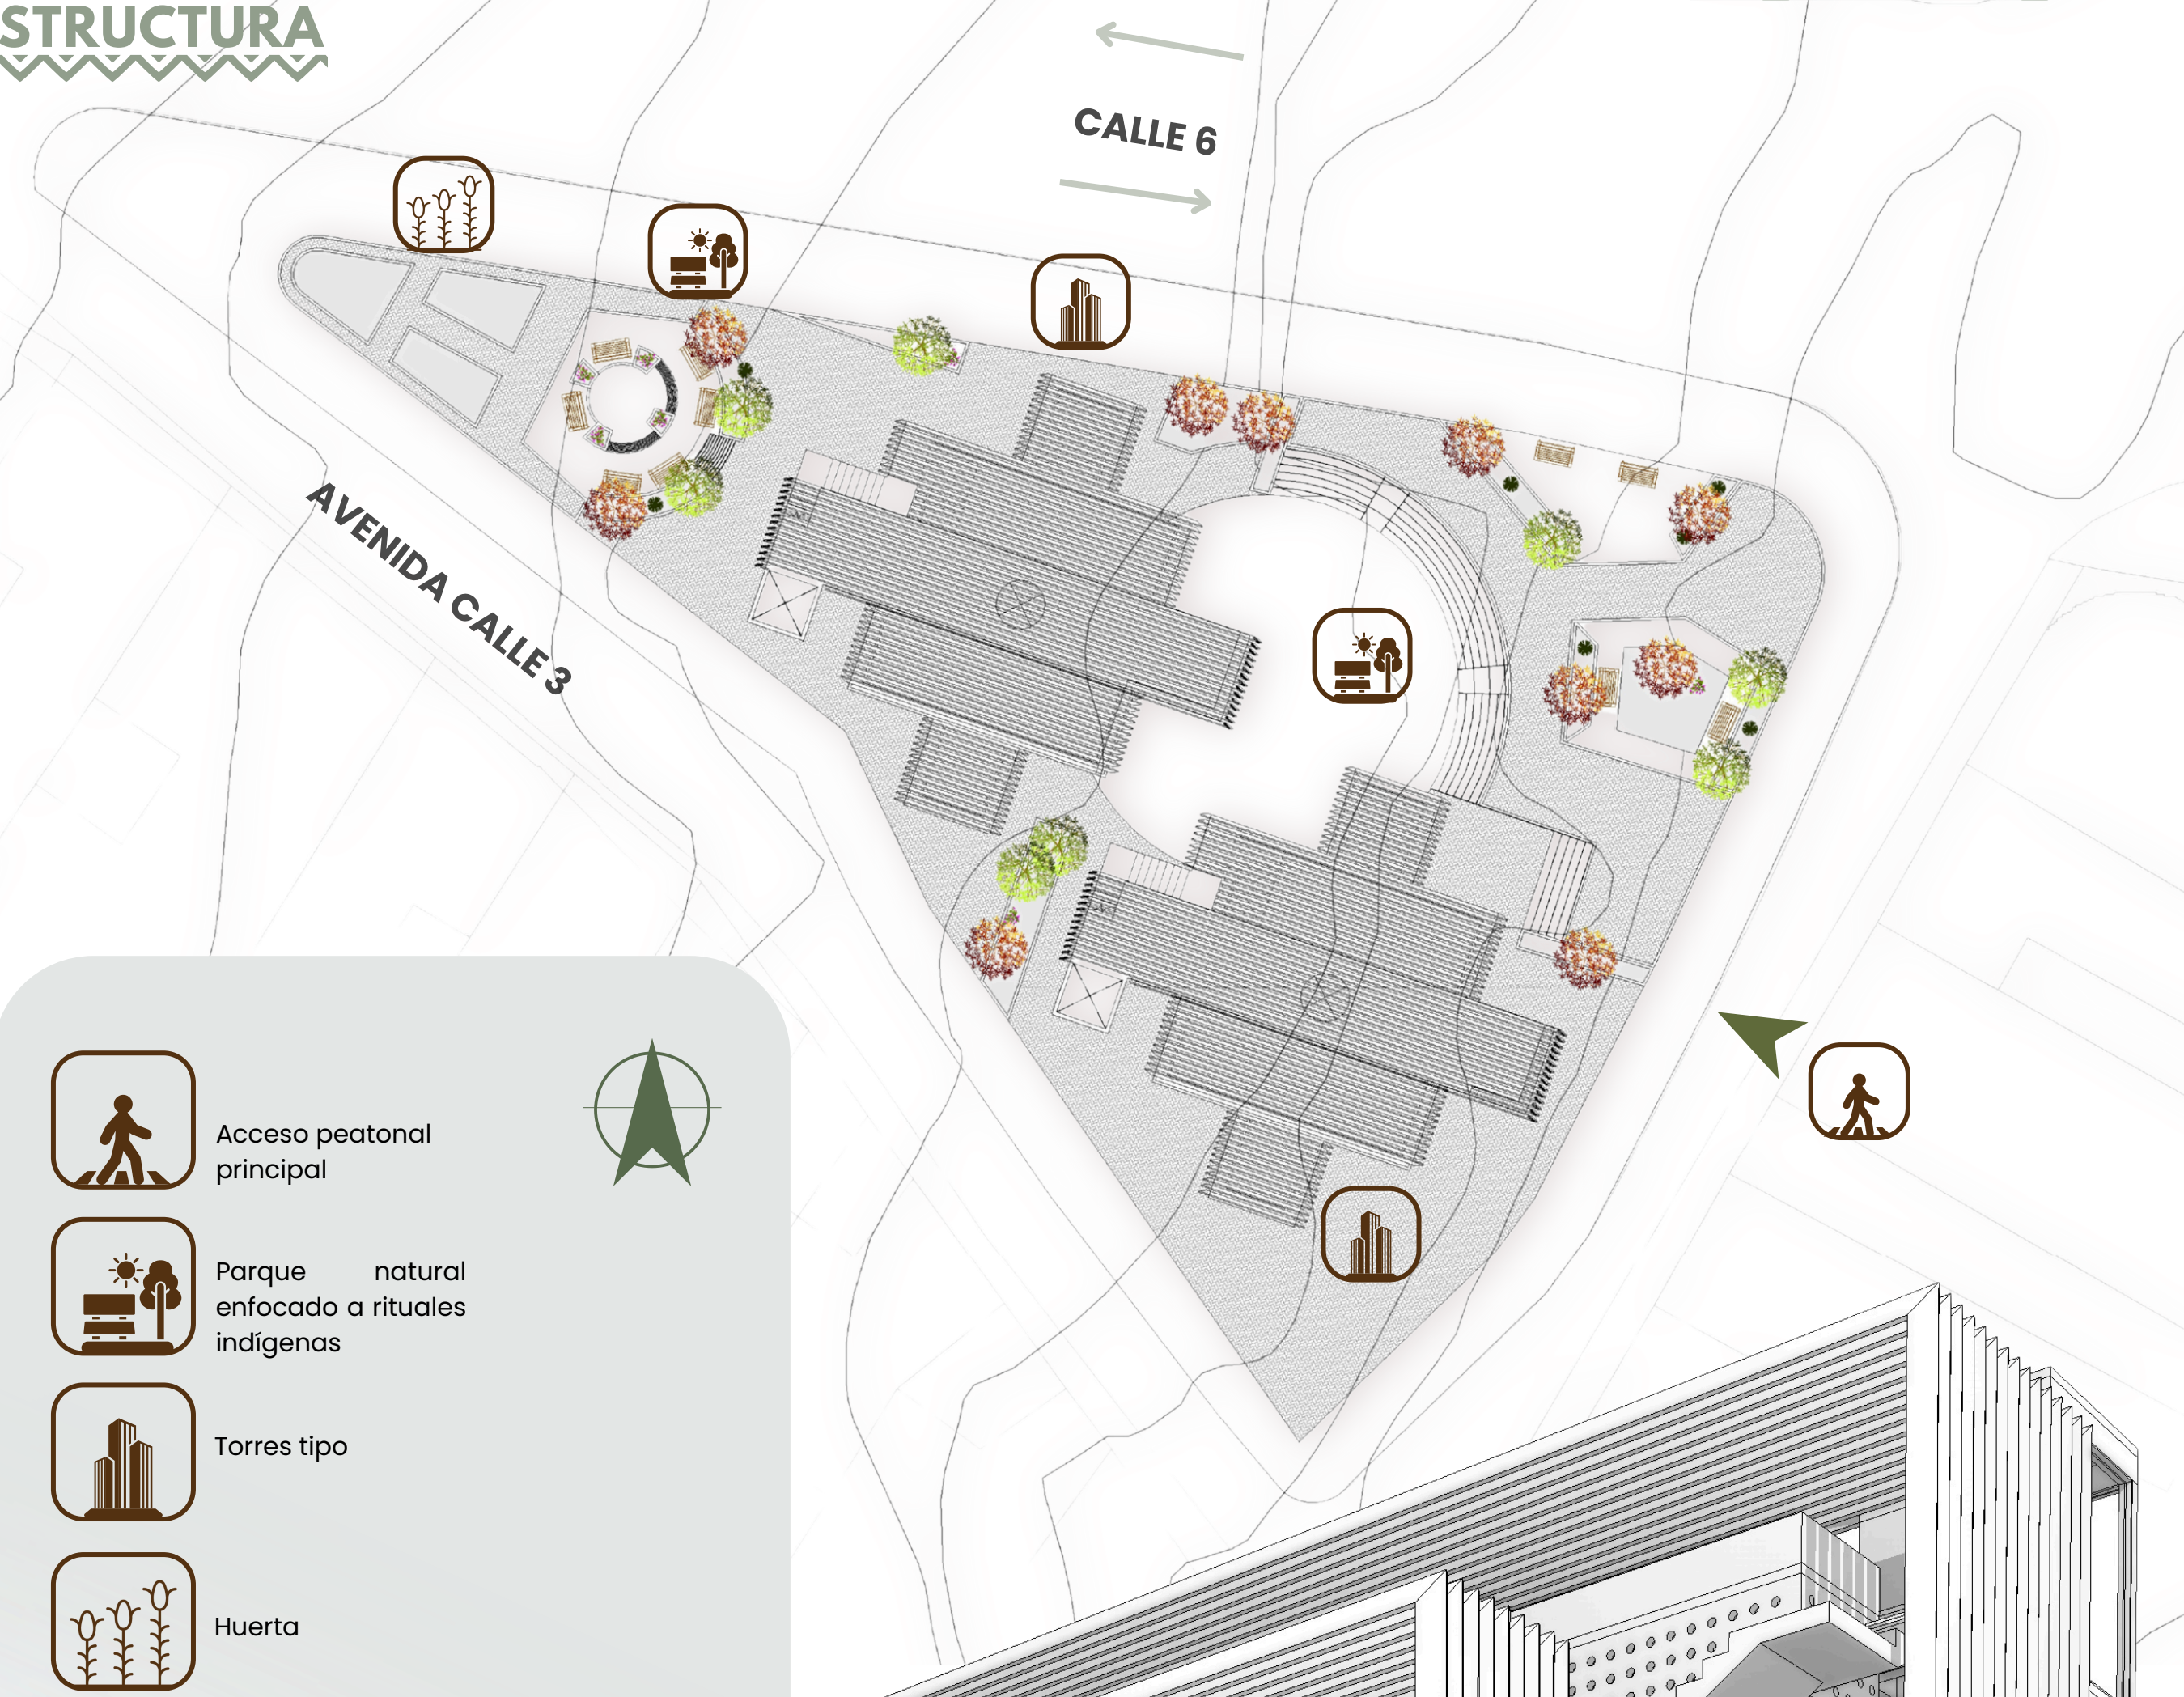 STRUCTURA
CALLE 6
AVENIDA CALLE 3
Acceso peatonal
principal
Parque natural
enfocado a rituales
indígenas
Torres tipo
Huerta